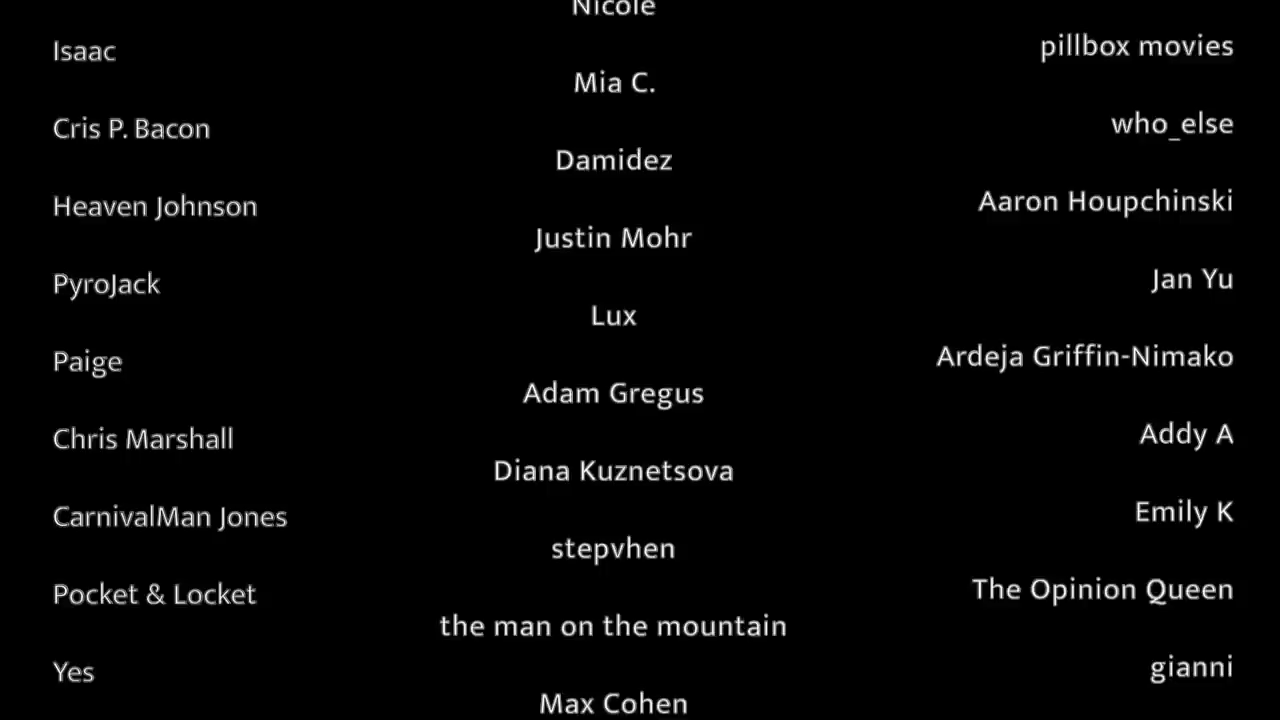 Nicole
Isaac
pillbox movies
Mia C.
Cris P. Bacon
who_else
Damidez
Heaven Johnson
Aaron Houpchinski
Justin Mohr
PyroJack
Jan Yu
Lux
Paige
Ardeja Griffin-Nimako
Adam Gregus
Chris Marshall
Addy A
Diana Kuznetsova
CarnivalMan Jones
Emily K
stepvhen
Pocket & Locket
The Opinion Queen
the man on the mountain
Yes
gianni
Max Cohen